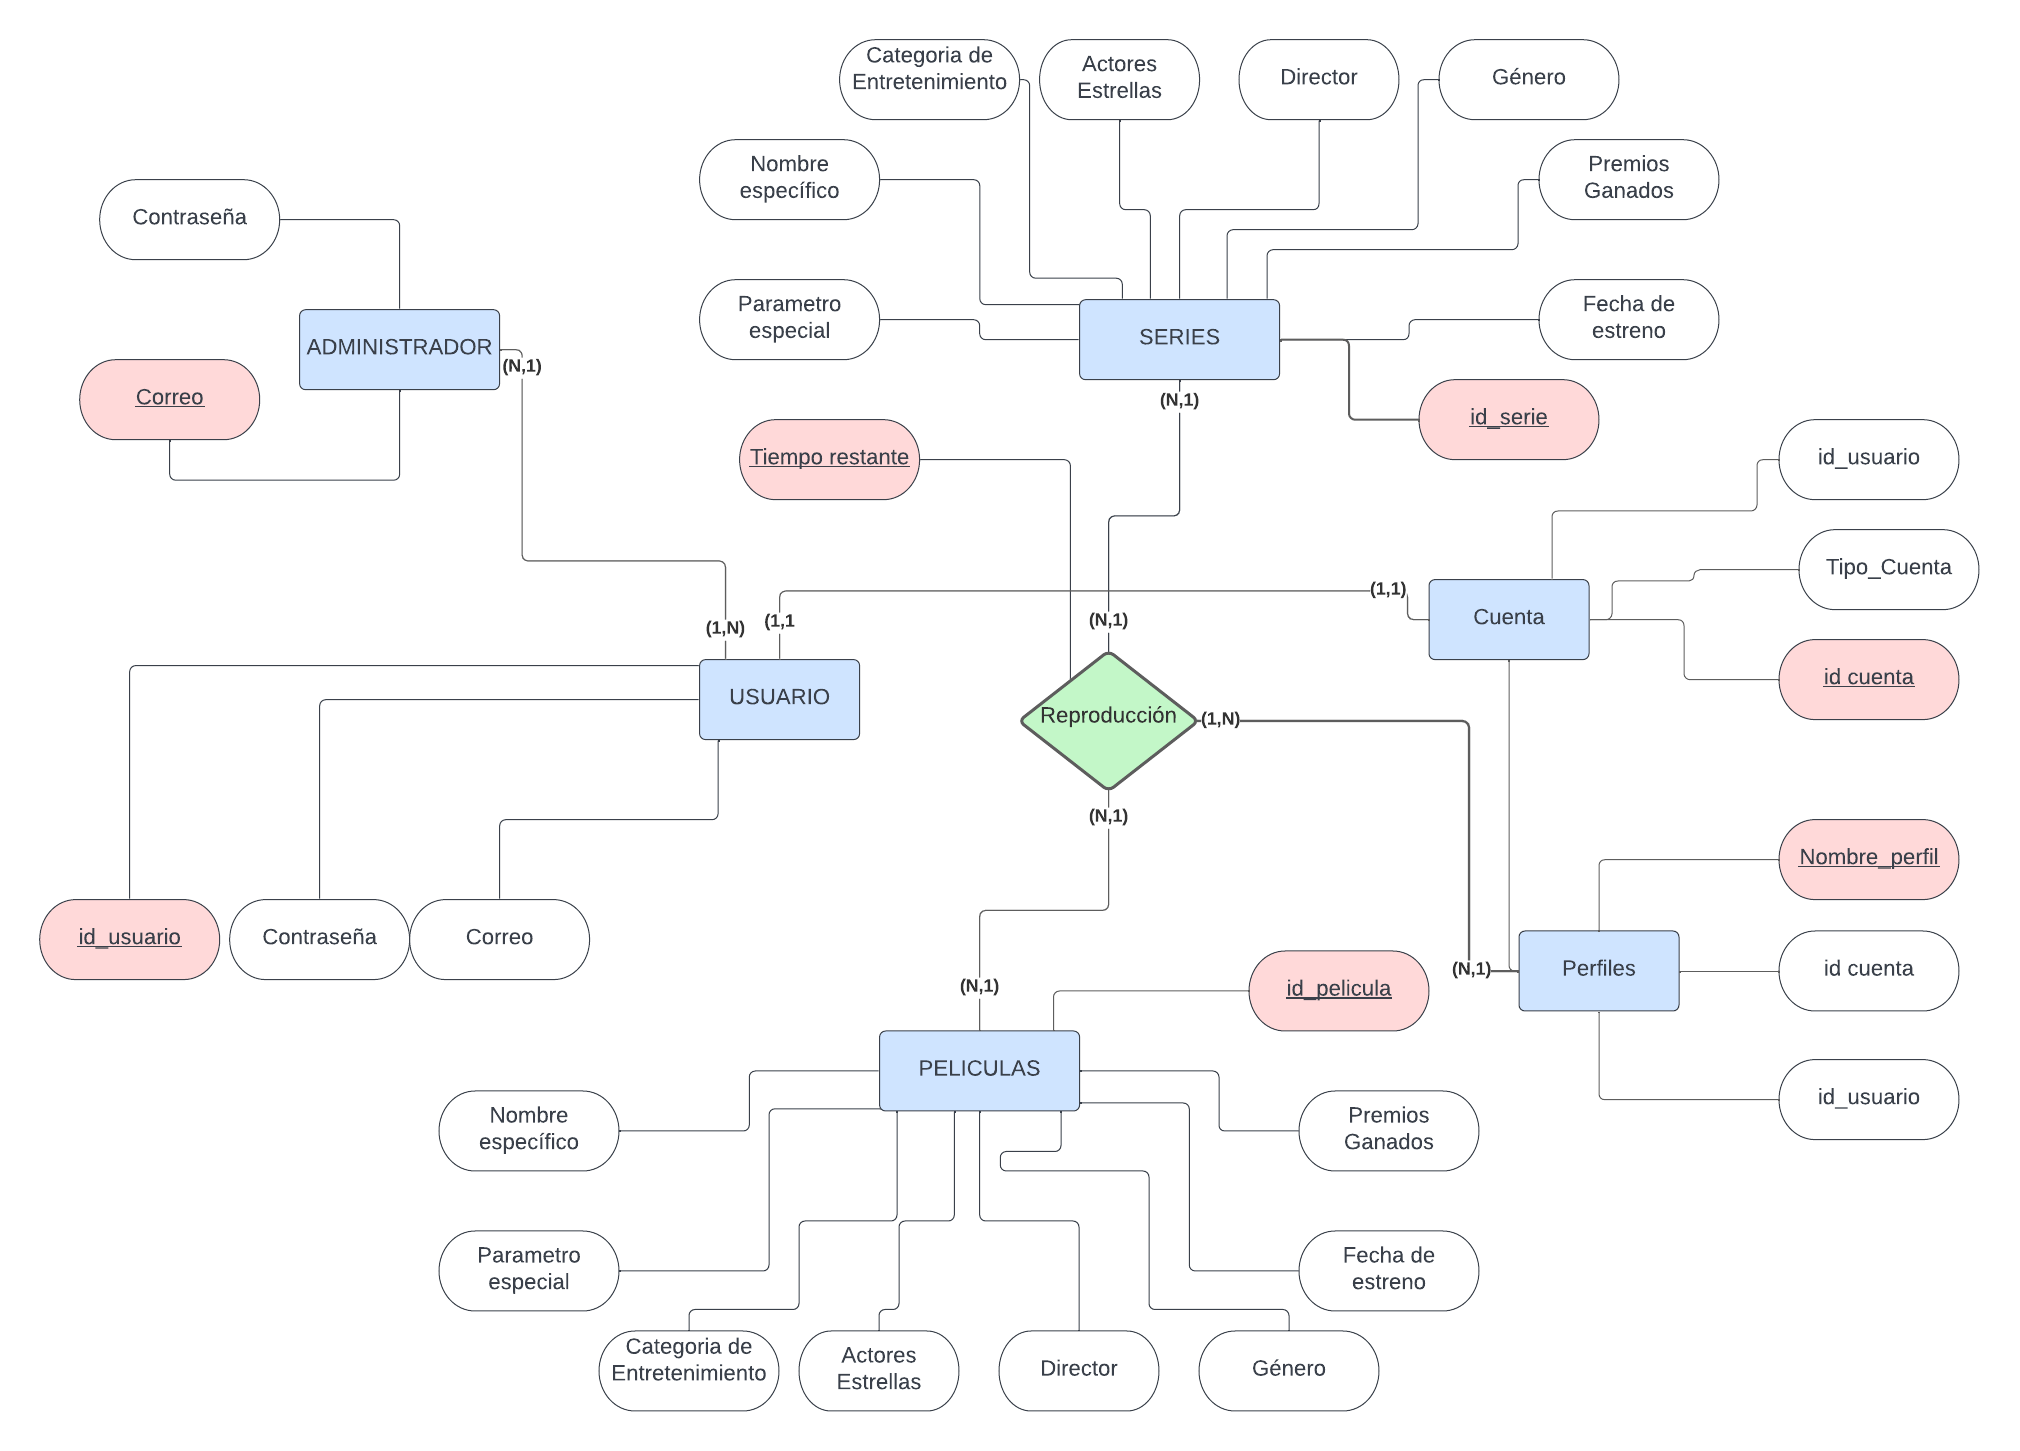 Categoria de
Entretenimiento
Actores
Estrellas
Director
Género
Nombre
específico
Premios
Ganados
Contraseña
Parametro
especial
SERIES
Fecha de
estreno
ADMINISTRADOR
(N,1)
Correo
(N,1)
id_serie
Tiempo restante
id_usuario
Tipo_Cuenta
(1,1)
Cuenta
(1,N)
(1,1
(N,1)
id cuenta
USUARIO
Reproducción
(1,N)
(N,1)
Nombre_perfil
id_usuario
Contraseña
Correo
(N,1)
Perfiles
id cuenta
(N,1)
id_pelicula
PELICULAS
id_usuario
Nombre
específico
Premios
Ganados
Parametro
especial
Fecha de
estreno
Categoria de
Entretenimiento
Actores
Estrellas
Director
Género